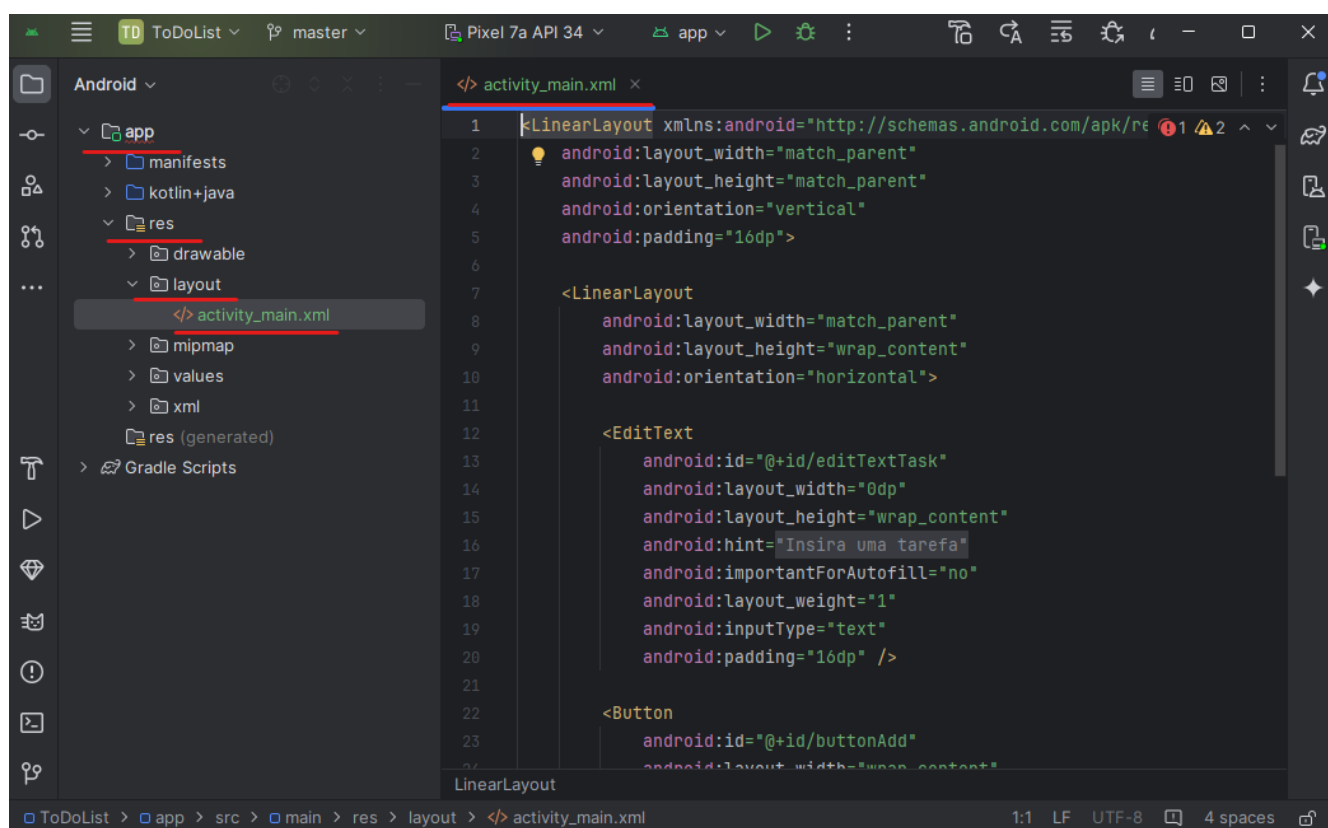 TD ToDoList master Pixel 7a API 34 app
Android
activity_main.xml
app
manifests
kotlin+java
res
drawable
layout
activity_main.xml
mipmap
values
xml
res (generated)
Gradle Scripts
1 <LinearLayout xmlns:android="http://schemas.android.com/apk/re 1 2
2 android:layout_width="match_parent"
3 android:layout_height="match_parent"
4 android:orientation="vertical"
5 android:padding="16dp">
6
7 <LinearLayout
8 android:layout_width="match_parent"
9 android:layout_height="wrap_content"
10 android:orientation="horizontal">
11
12 <EditText
13 android:id="@+id/editTextTask"
14 android:layout_width="0dp"
15 android:layout_height="wrap_content"
16 android:hint="Insira uma tarefa"
17 android:importantForAutofill="no"
18 android:layout_weight="1"
19 android:inputType="text"
20 android:padding="16dp" />
21
22 <Button
23 android:id="@+id/buttonAdd"
24 android:layout_width="wrap_content"
LinearLayout
ToDoList > app > src > main > res > layout > </> activity_main.xml 1:1 LF UTF-8 4 spaces